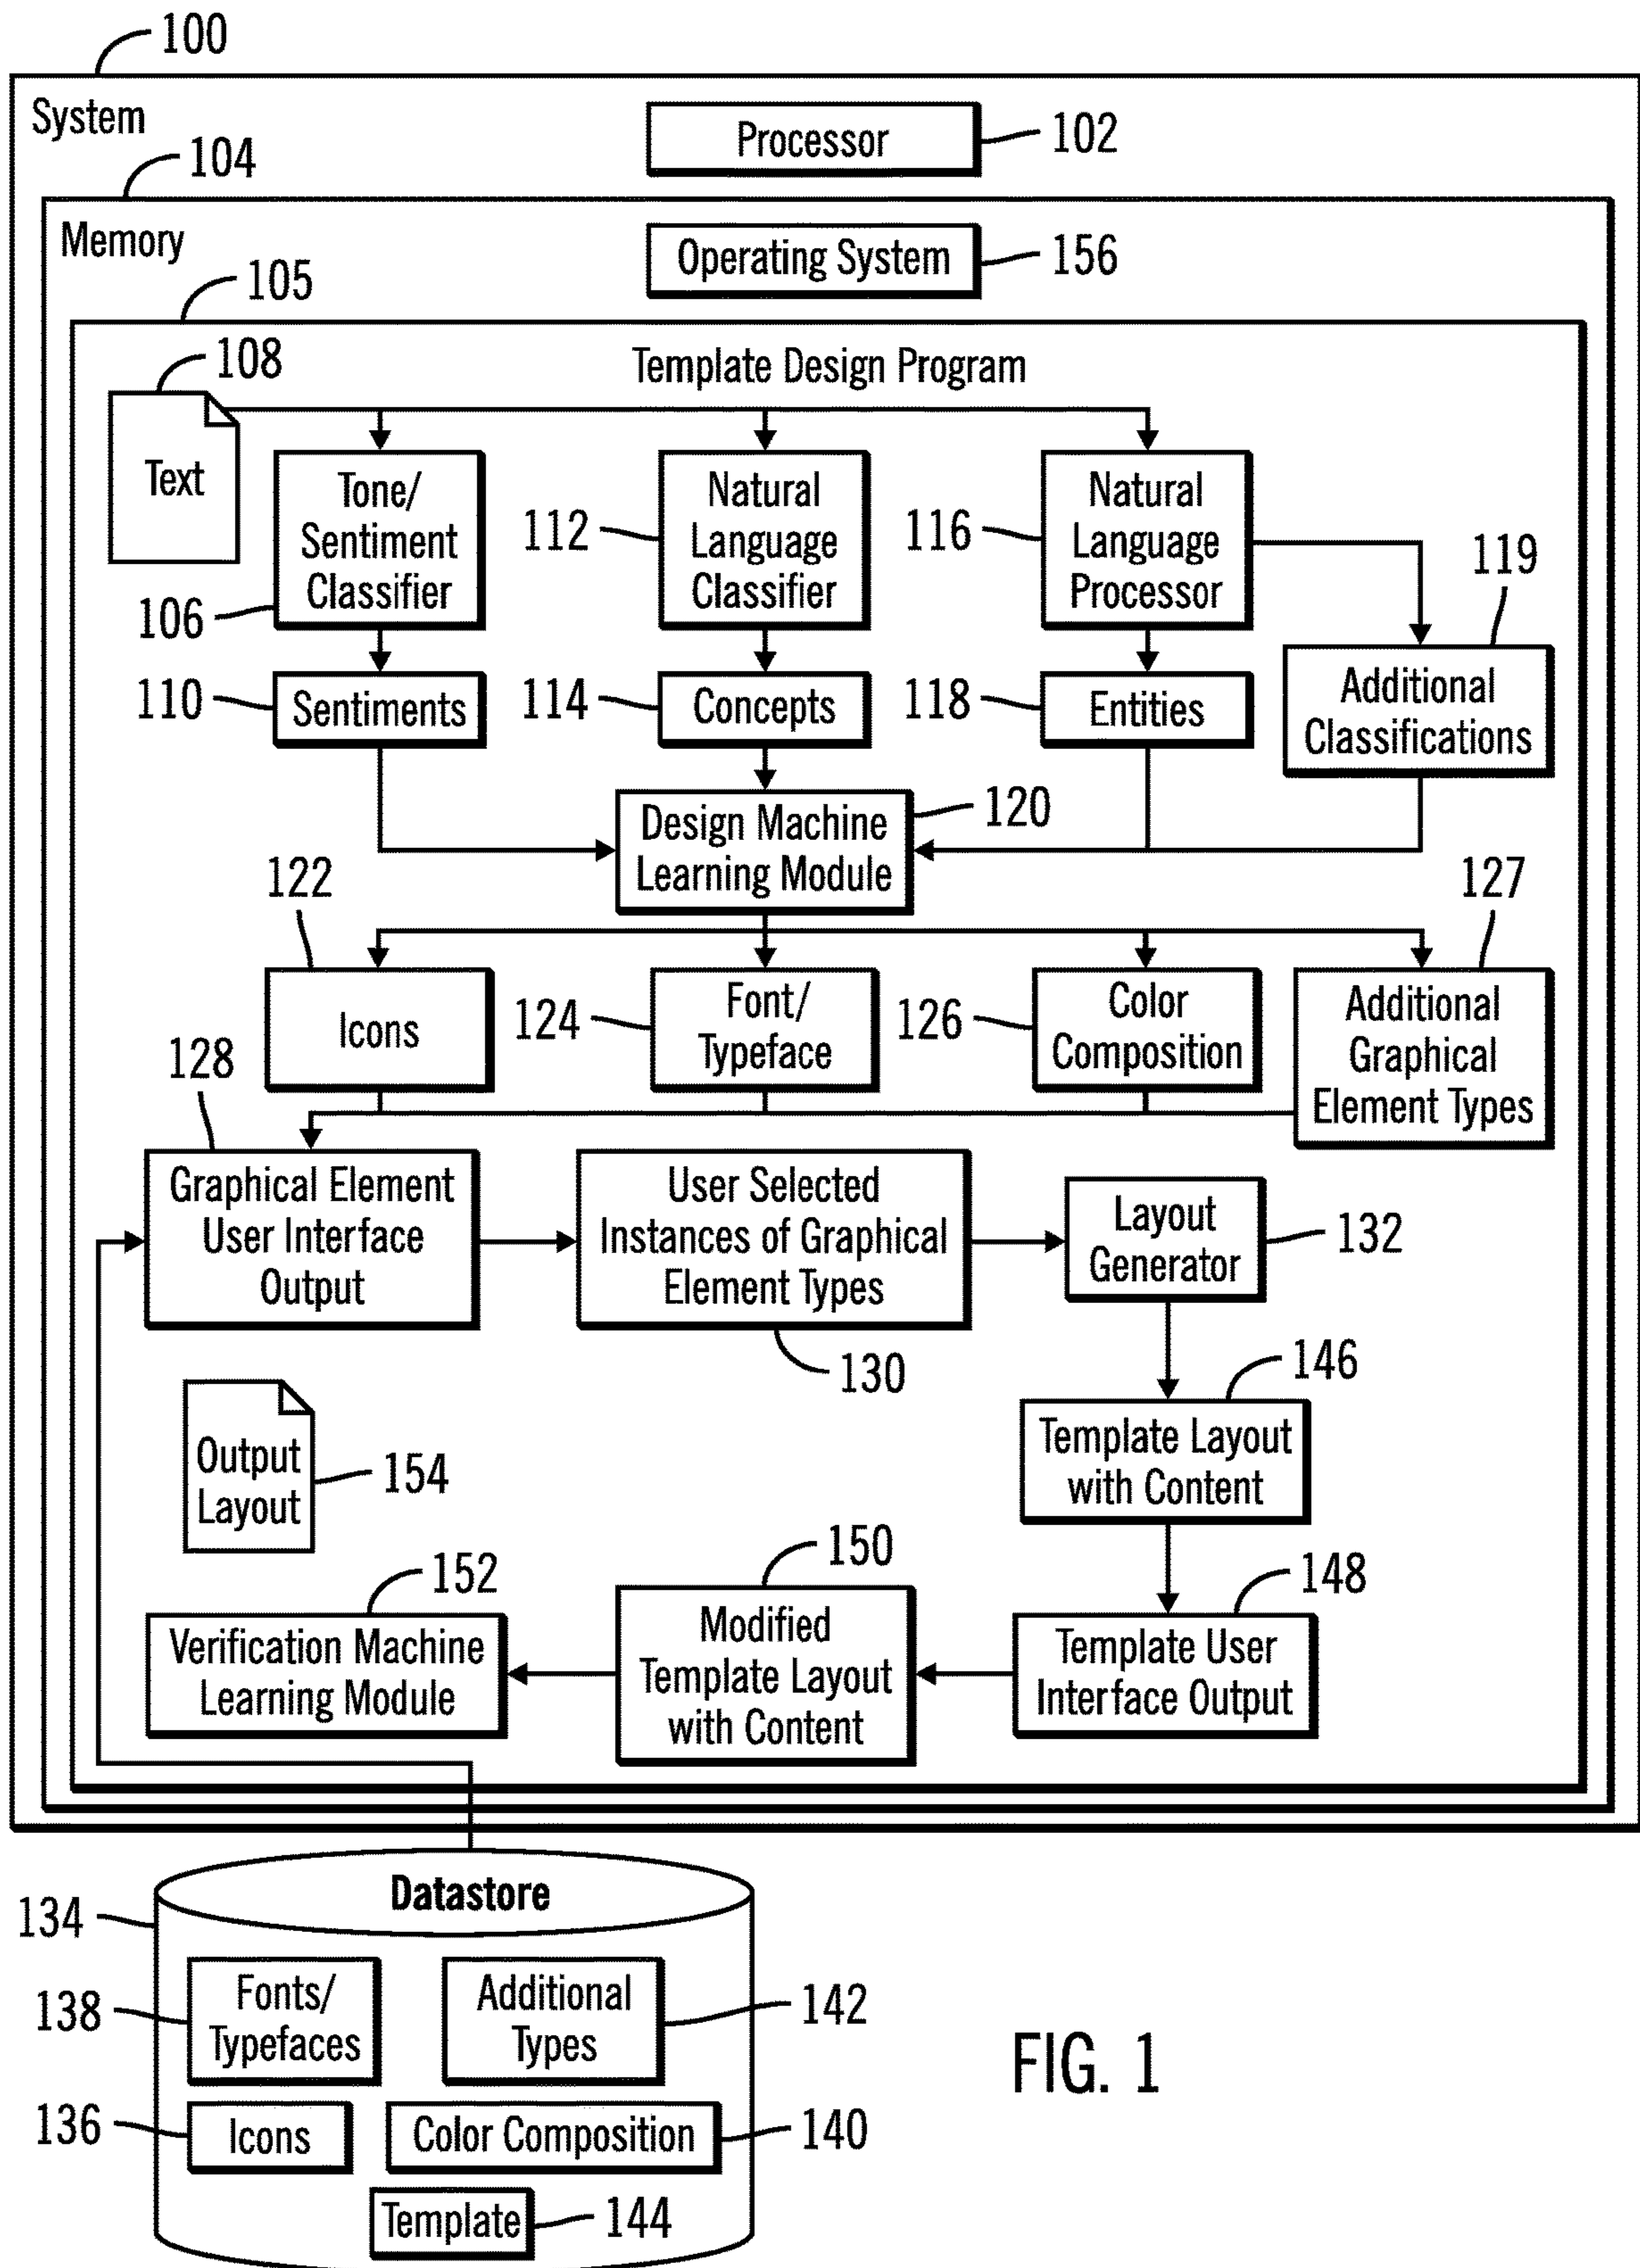 100
System
Processor
102
104
Memory
Operating System
156
105
108
Template Design Program
Text
Tone/
Sentiment
Classifier
106
112
Natural
Language
Classifier
116
Natural
Language
Processor
119
110
Sentiments
114
Concepts
118
Entities
Additional
Classifications
Design Machine
Learning Module
120
122
127
Icons
124
Font/
Typeface
126
Color
Composition
Additional
Graphical
Element Types
128
Graphical Element
User Interface
Output
User Selected
Instances of Graphical
Element Types
130
Layout
Generator
132
146
Template Layout
with Content
Output
Layout
154
150
152
148
Verification Machine
Learning Module
Modified
Template Layout
with Content
Template User
Interface Output
Datastore
134
138
Fonts/
Typefaces
Additional
Types
142
136
Icons
Color Composition
140
Template
144
FIG. 1